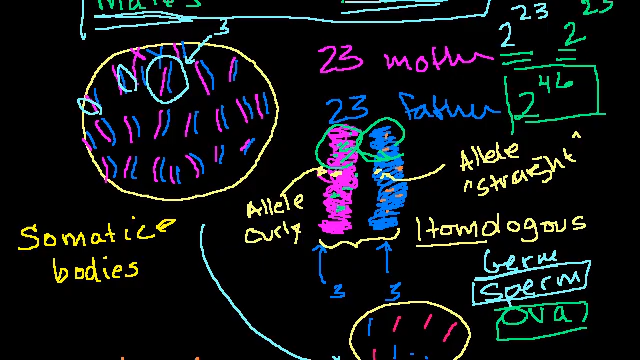 Males
3
2^23 2^23
23 mother
2^46
23 father
Allele
"straight"
Allele
curly
Homologous
Somatic
bodies
Germ
Sperm
Ova
3 3